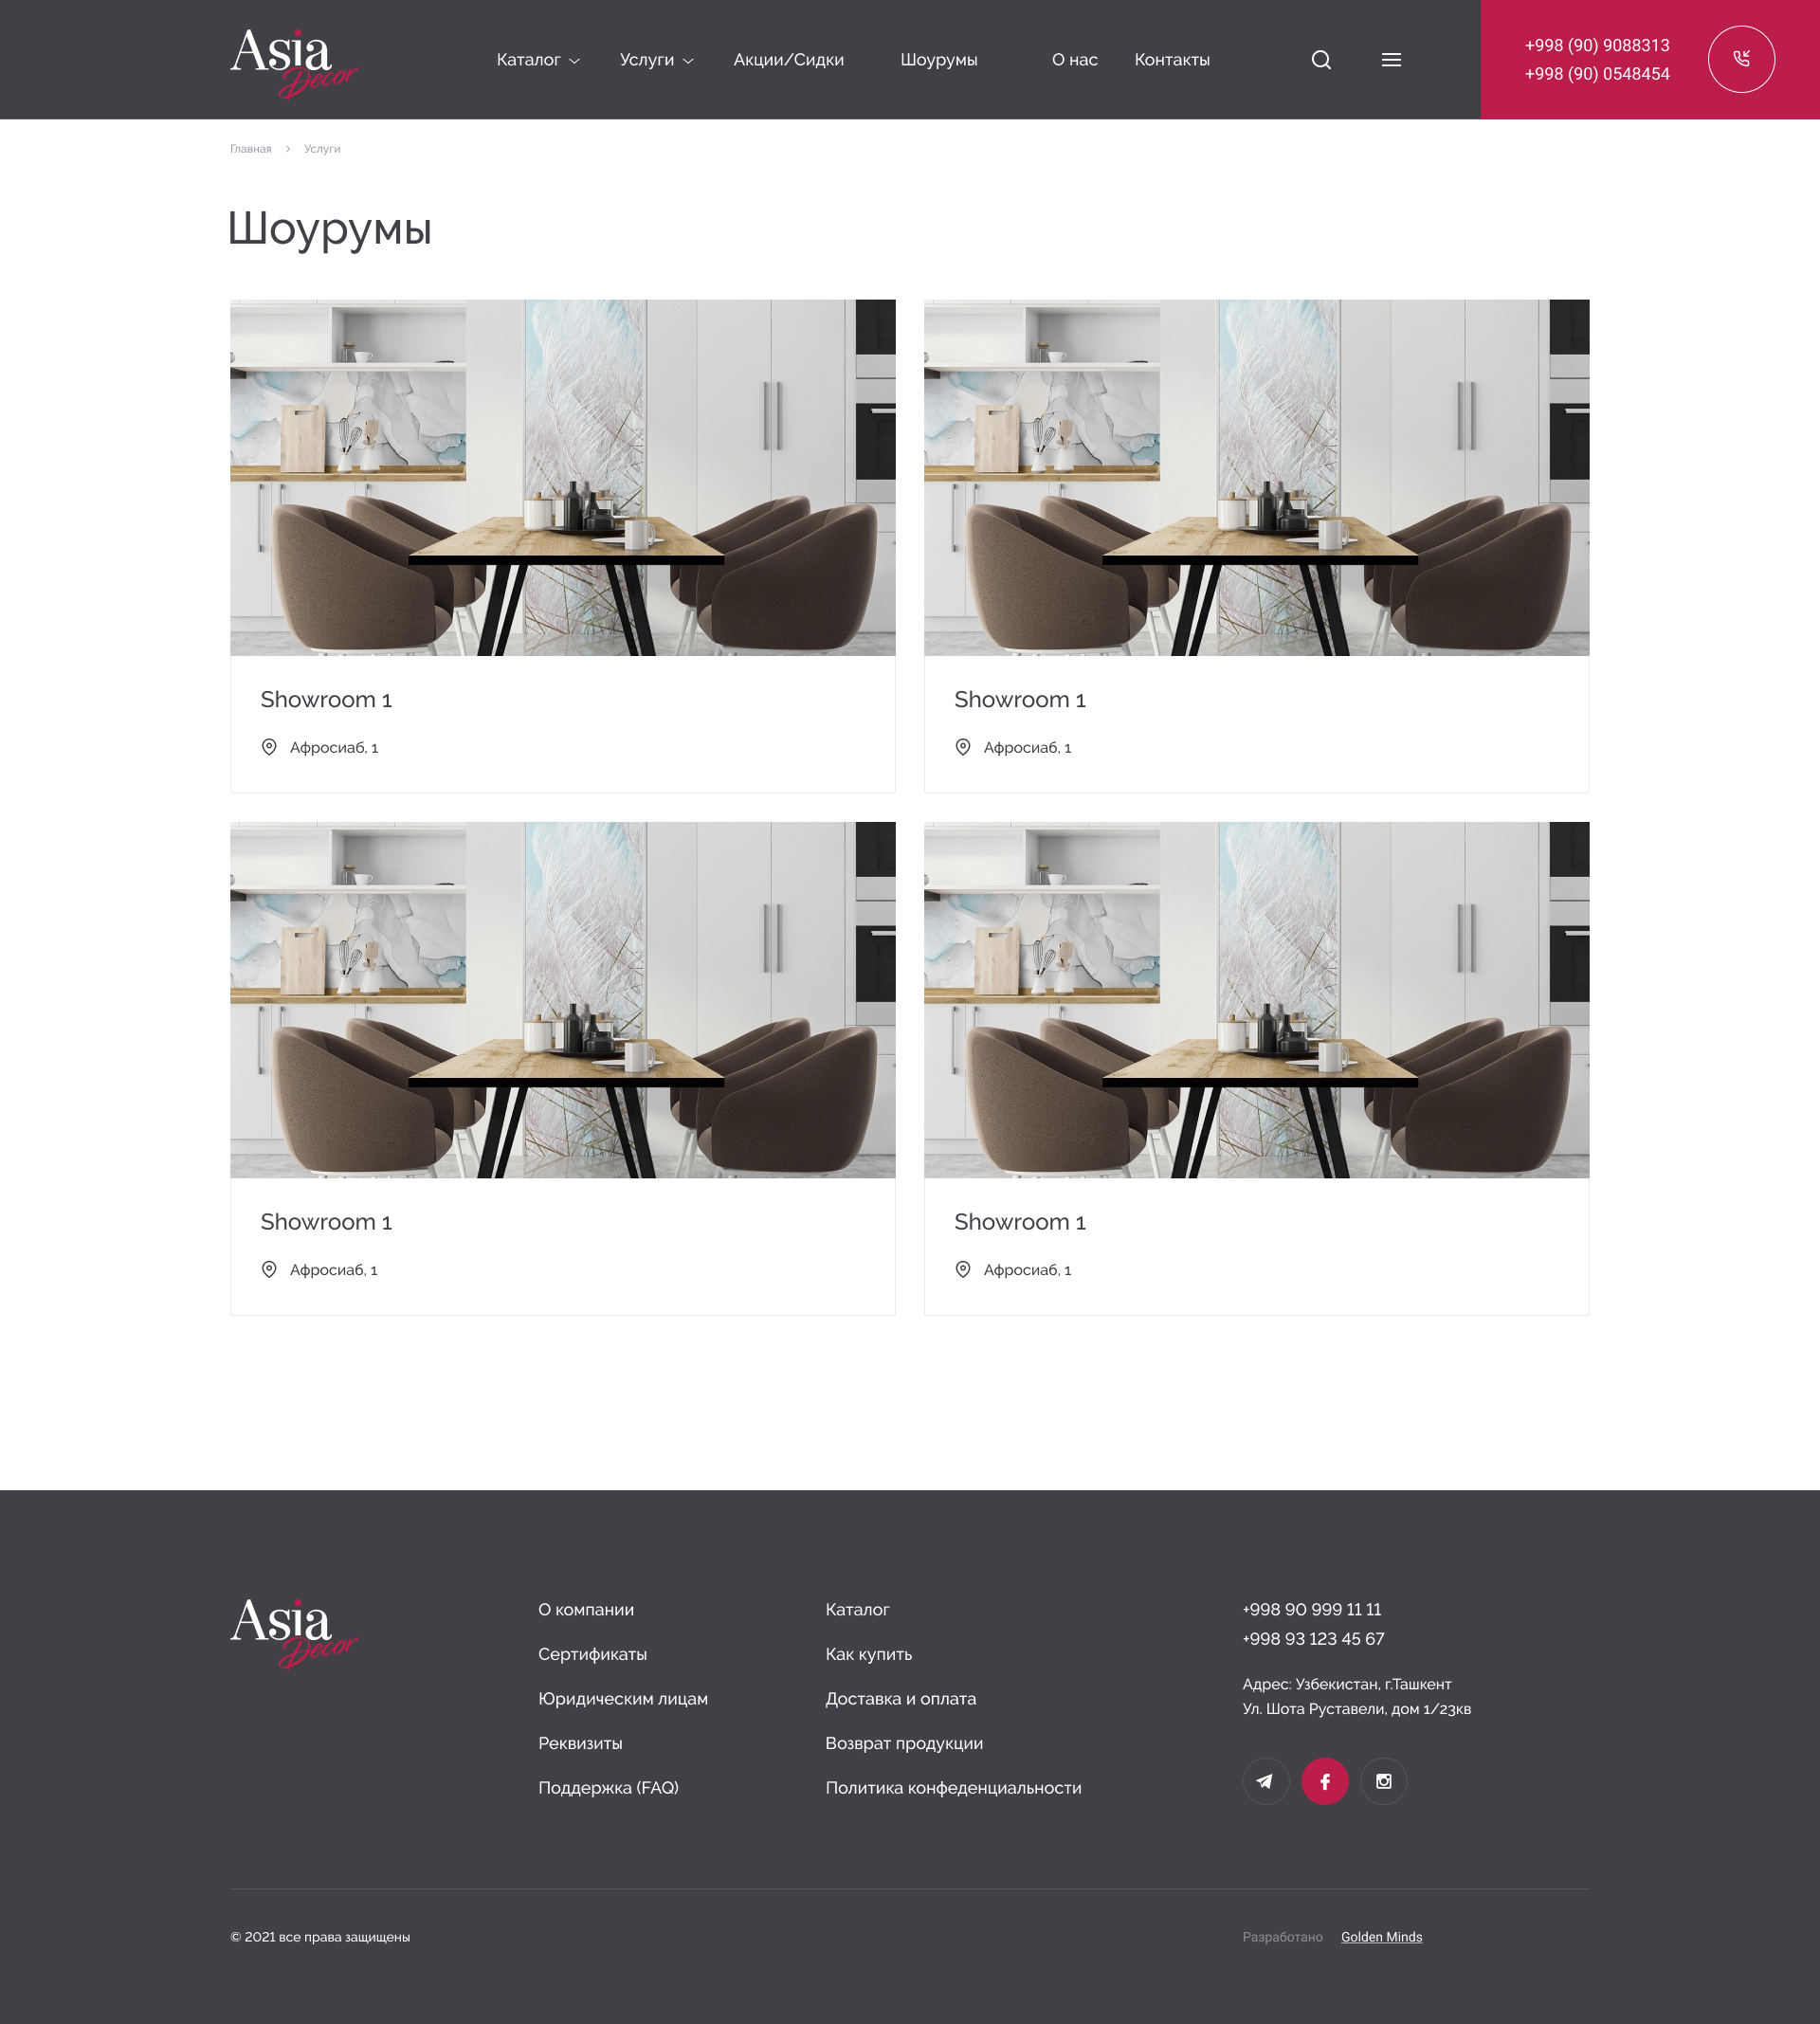 Asia
Decor
Каталог
Услуги
Акции/Сидки
Шоурумы
О нас
Контакты
+998 (90) 9088313
+998 (90) 0548454
Главная
Услуги
Шоурумы
Showroom 1
Афросиаб, 1
Showroom 1
Афросиаб, 1
Showroom 1
Афросиаб, 1
Showroom 1
Афросиаб, 1
Asia
Decor
О компании
Сертификаты
Юридическим лицам
Реквизиты
Поддержка (FAQ)
Каталог
Как купить
Доставка и оплата
Возврат продукции
Политика конфеденциальности
+998 90 999 11 11
+998 93 123 45 67
Адрес: Узбекистан, г.Ташкент
Ул. Шота Руставели, дом 1/23кв
© 2021 все права защищены
Разработано Golden Minds